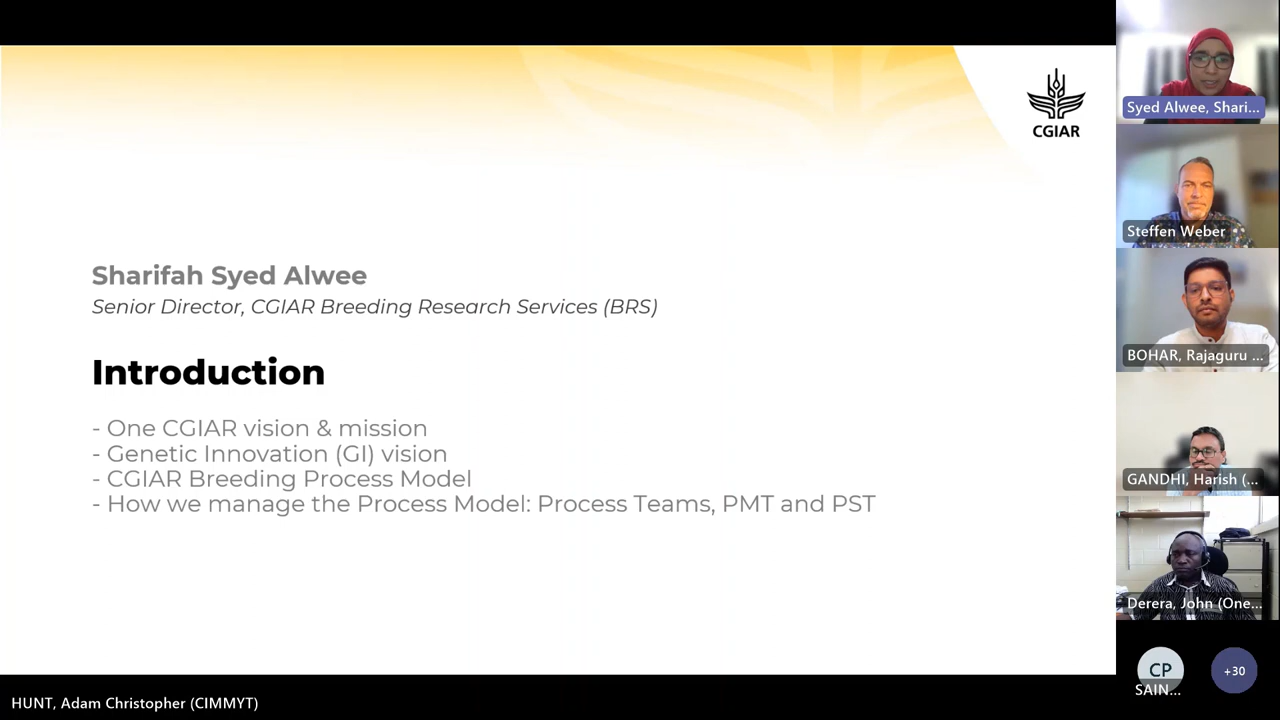 CGIAR
Sharifah Syed Alwee
Senior Director, CGIAR Breeding Research Services (BRS)
Introduction
- One CGIAR vision & mission
- Genetic Innovation (GI) vision
- CGIAR Breeding Process Model
- How we manage the Process Model: Process Teams, PMT and PST
HUNT, Adam Christopher (CIMMYT)
Syed Alwee, Shari...
Steffen Weber
BOHAR, Rajaguru ...
GANDHI, Harish (...
Derera, John (One...
CP
SAIN...
+30